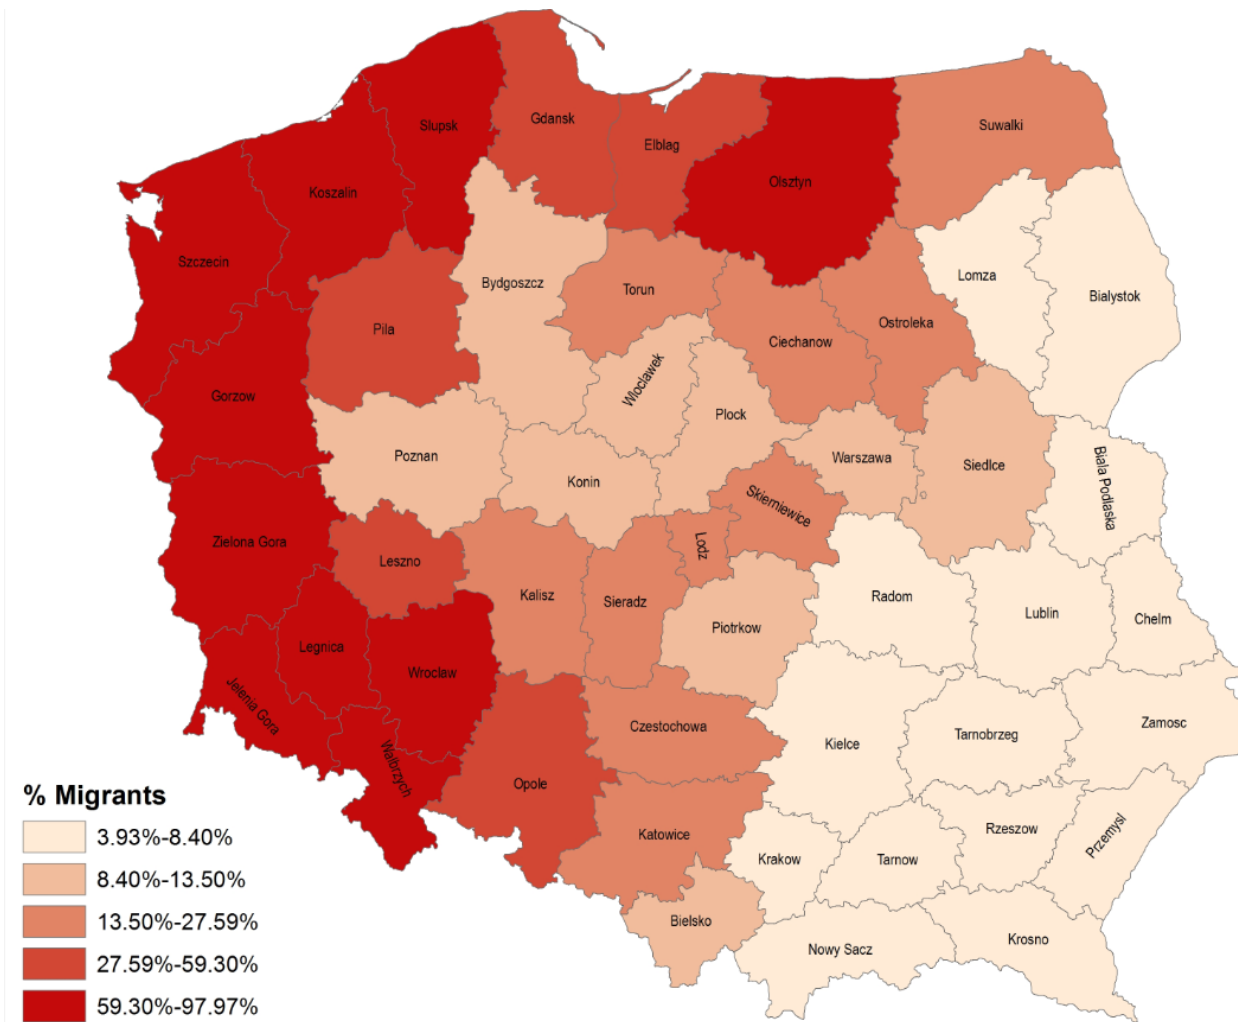 Slupsk
Gdansk
Elblag
Suwalki
Koszalin
Olsztyn
Szczecin
Lomza
Bydgoszcz
Torun
Bialystok
Pila
Ciechanow
Ostroleka
Gorzow
Wloclawek
Plock
Poznan
Konin
Warszawa
Siedlce
Biala Podlaska
Skierniewice
Zielona Gora
Leszno
Lodz
Kalisz
Sieradz
Radom
Lublin
Chelm
Piotrkow
Legnica
Wroclaw
Jelenia Gora
Czestochowa
Zamosc
Tarnobrzeg
Kielce
Walbrzych
Opole
Katowice
Rzeszow
Przemysl
Krakow
Tarnow
Bielsko
Nowy Sacz
Krosno
% Migrants
3.93%-8.40%
8.40%-13.50%
13.50%-27.59%
27.59%-59.30%
59.30%-97.97%